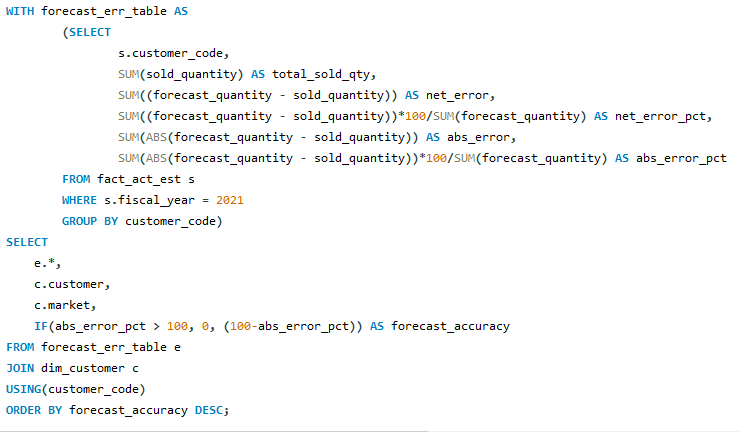 WITH forecast_err_table AS
(SELECT
s.customer_code,
SUM(sold_quantity) AS total_sold_qty,
SUM((forecast_quantity - sold_quantity)) AS net_error,
SUM((forecast_quantity - sold_quantity))*100/SUM(forecast_quantity) AS net_error_pct,
SUM(ABS(forecast_quantity - sold_quantity)) AS abs_error,
SUM(ABS(forecast_quantity - sold_quantity))*100/SUM(forecast_quantity) AS abs_error_pct
FROM fact_act_est s
WHERE s.fiscal_year = 2021
GROUP BY customer_code)
SELECT
e.*,
c.customer,
c.market,
IF(abs_error_pct > 100, 0, (100-abs_error_pct)) AS forecast_accuracy
FROM forecast_err_table e
JOIN dim_customer c
USING(customer_code)
ORDER BY forecast_accuracy DESC;